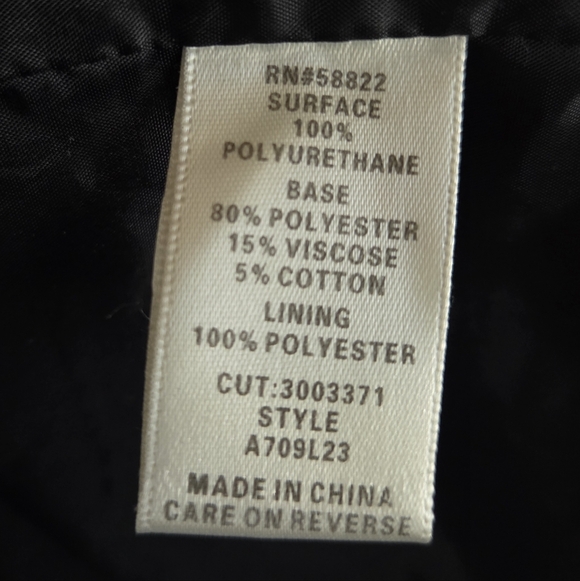 RN#58822
SURFACE
100%
POLYURETHANE
BASE
80% POLYESTER
15% VISCOSE
5% COTTON
LINING
100% POLYESTER
CUT:3003371
STYLE
A709L23
MADE IN CHINA
CARE ON REVERSE